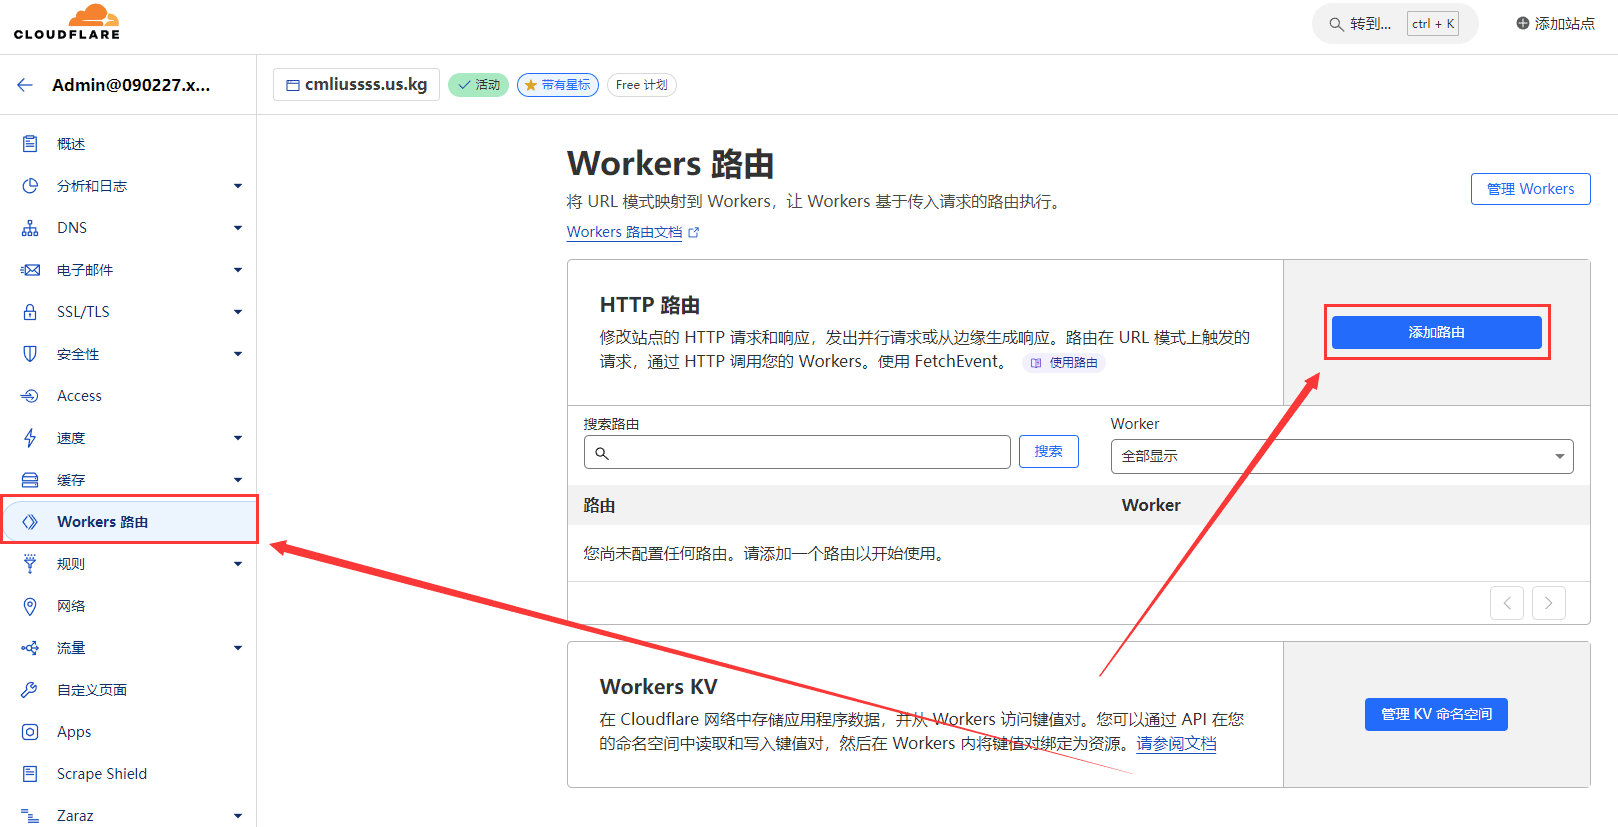 CLOUDFLARE
转到...
ctrl + K
添加站点
Admin@090227.x...
cmliussss.us.kg
活动
带有星标
Free 计划
概述
分析和日志
DNS
电子邮件
SSL/TLS
安全性
Access
速度
缓存
Workers 路由
规则
网络
流量
自定义页面
Apps
Scrape Shield
Zaraz
Workers 路由
将 URL 模式映射到 Workers，让 Workers 基于传入请求的路由执行。
Workers 路由文档
管理 Workers
HTTP 路由
修改站点的 HTTP 请求和响应，发出并行请求或从边缘生成响应。路由在 URL 模式上触发的
请求，通过 HTTP 调用您的 Workers。使用 FetchEvent。 使用路由
添加路由
搜索路由
搜索
Worker
全部显示
路由
Worker
您尚未配置任何路由。请添加一个路由以开始使用。
Workers KV
在 Cloudflare 网络中存储应用程序数据，并从 Workers 访问键值对。您可以通过 API 在您
的命名空间中读取和写入键值对，然后在 Workers 内将键值对绑定为资源。请参阅文档
管理 KV 命名空间